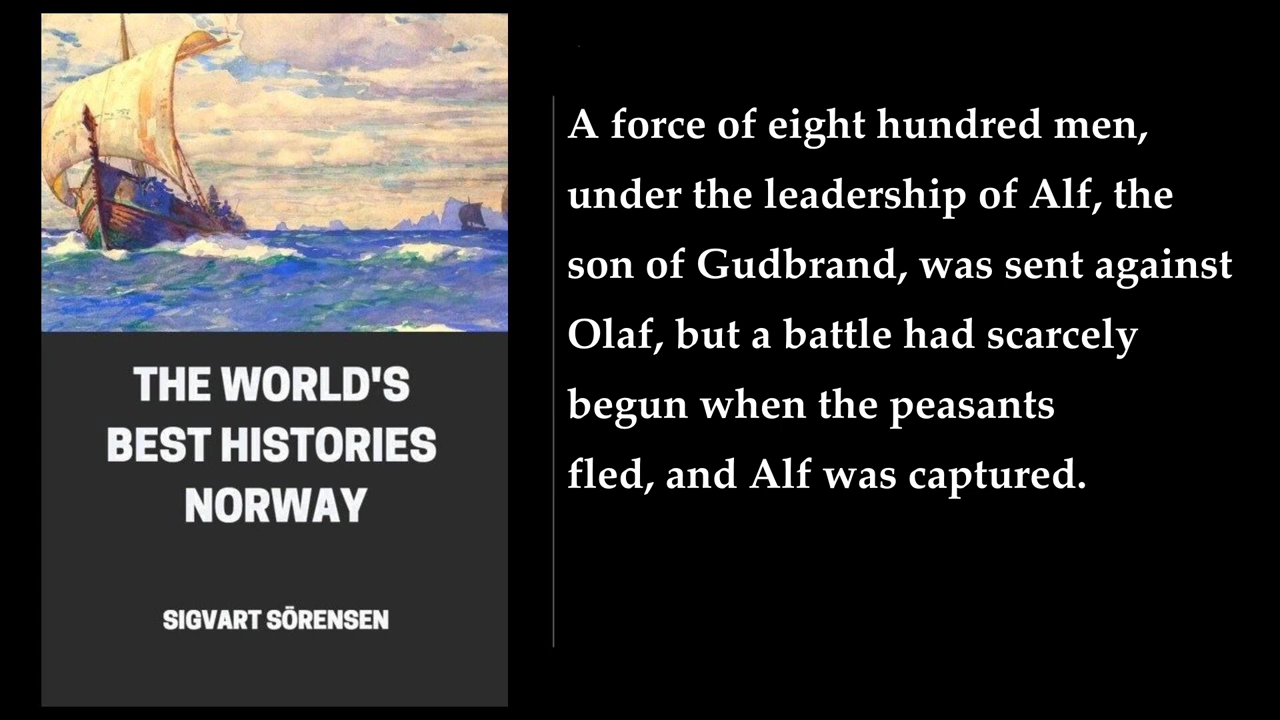 THE WORLD'S
BEST HISTORIES
NORWAY
SIGVART SÖRENSEN
A force of eight hundred men,
under the leadership of Alf, the
son of Gudbrand, was sent against
Olaf, but a battle had scarcely
begun when the peasants
fled, and Alf was captured.